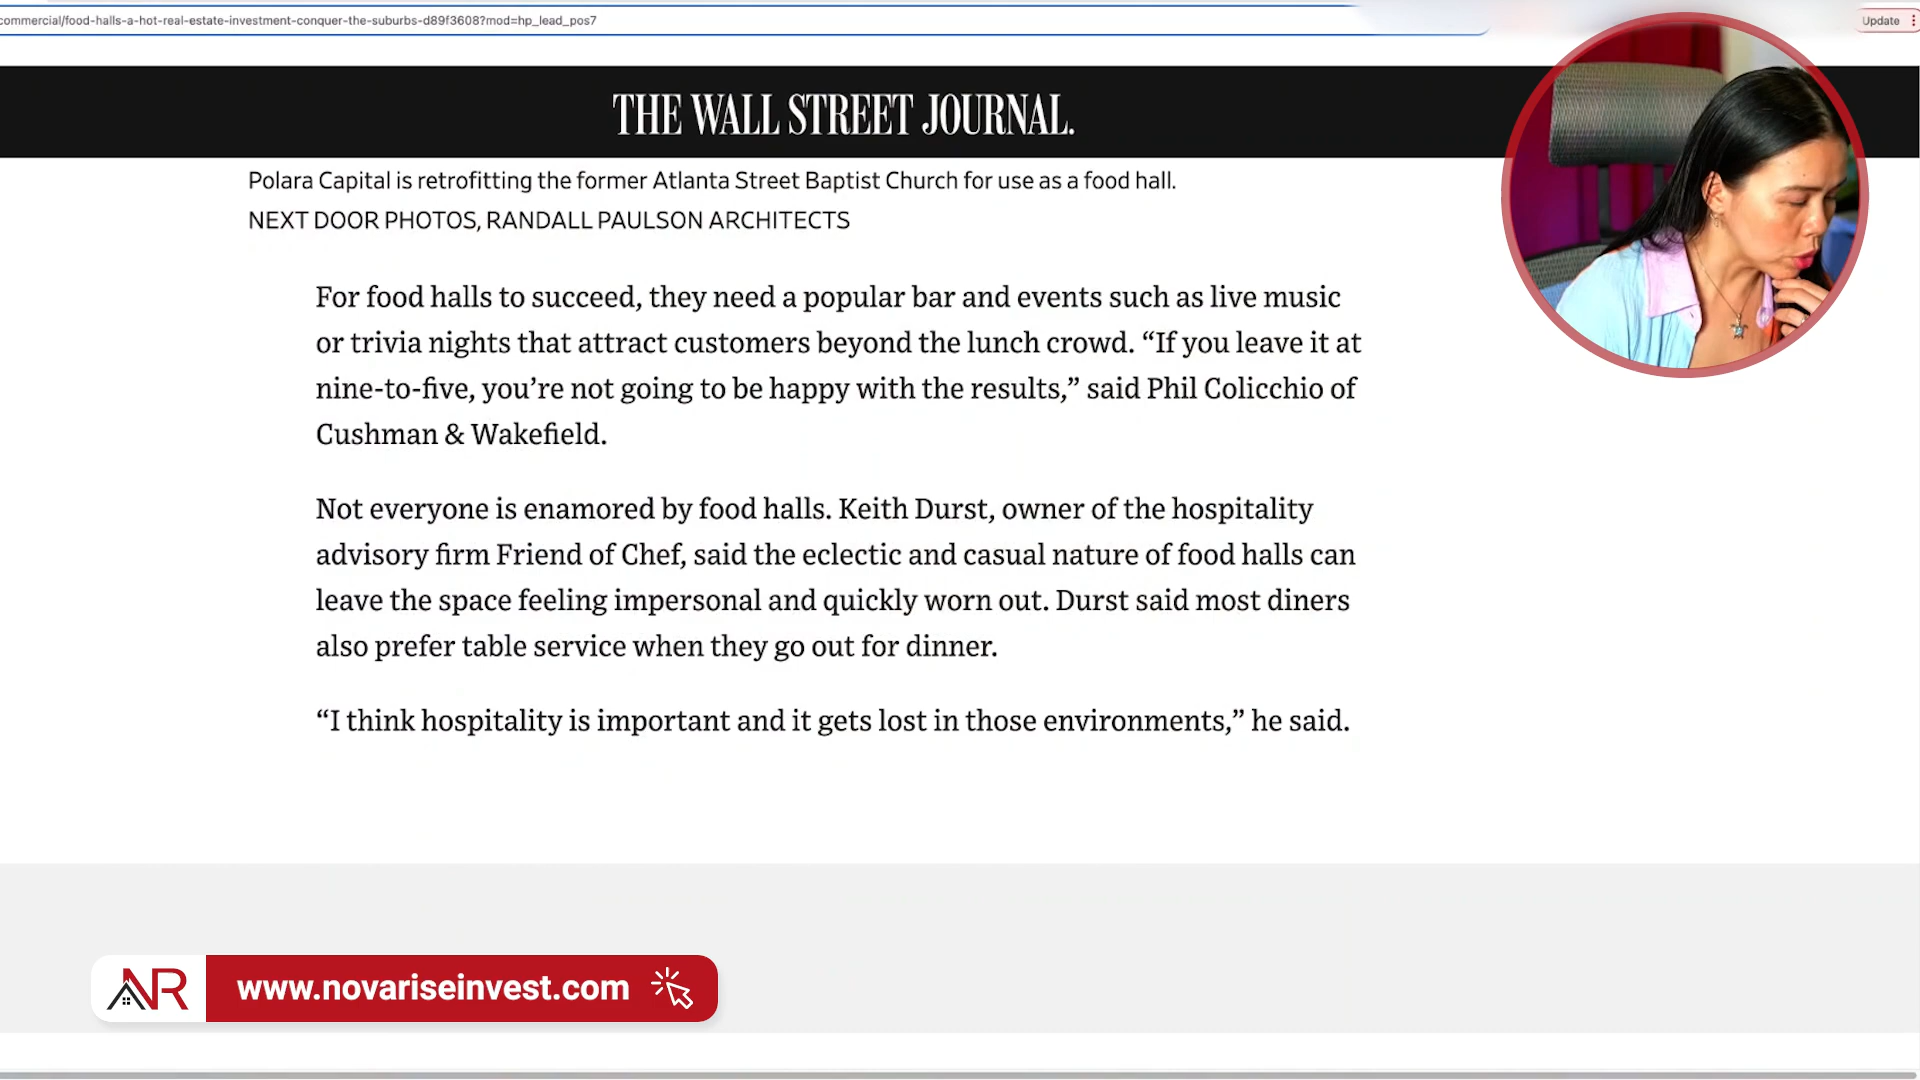 commercial/food-halls-a-hot-real-estate-investment-conquer-the-suburbs-d89f3608?mod=hp_lead_pos7
Update
THE WALL STREET JOURNAL.
Polara Capital is retrofitting the former Atlanta Street Baptist Church for use as a food hall.
NEXT DOOR PHOTOS, RANDALL PAULSON ARCHITECTS
For food halls to succeed, they need a popular bar and events such as live music
or trivia nights that attract customers beyond the lunch crowd. “If you leave it at
nine-to-five, you’re not going to be happy with the results,” said Phil Colicchio of
Cushman & Wakefield.
Not everyone is enamored by food halls. Keith Durst, owner of the hospitality
advisory firm Friend of Chef, said the eclectic and casual nature of food halls can
leave the space feeling impersonal and quickly worn out. Durst said most diners
also prefer table service when they go out for dinner.
“I think hospitality is important and it gets lost in those environments,” he said.
NR
www.novariseinvest.com